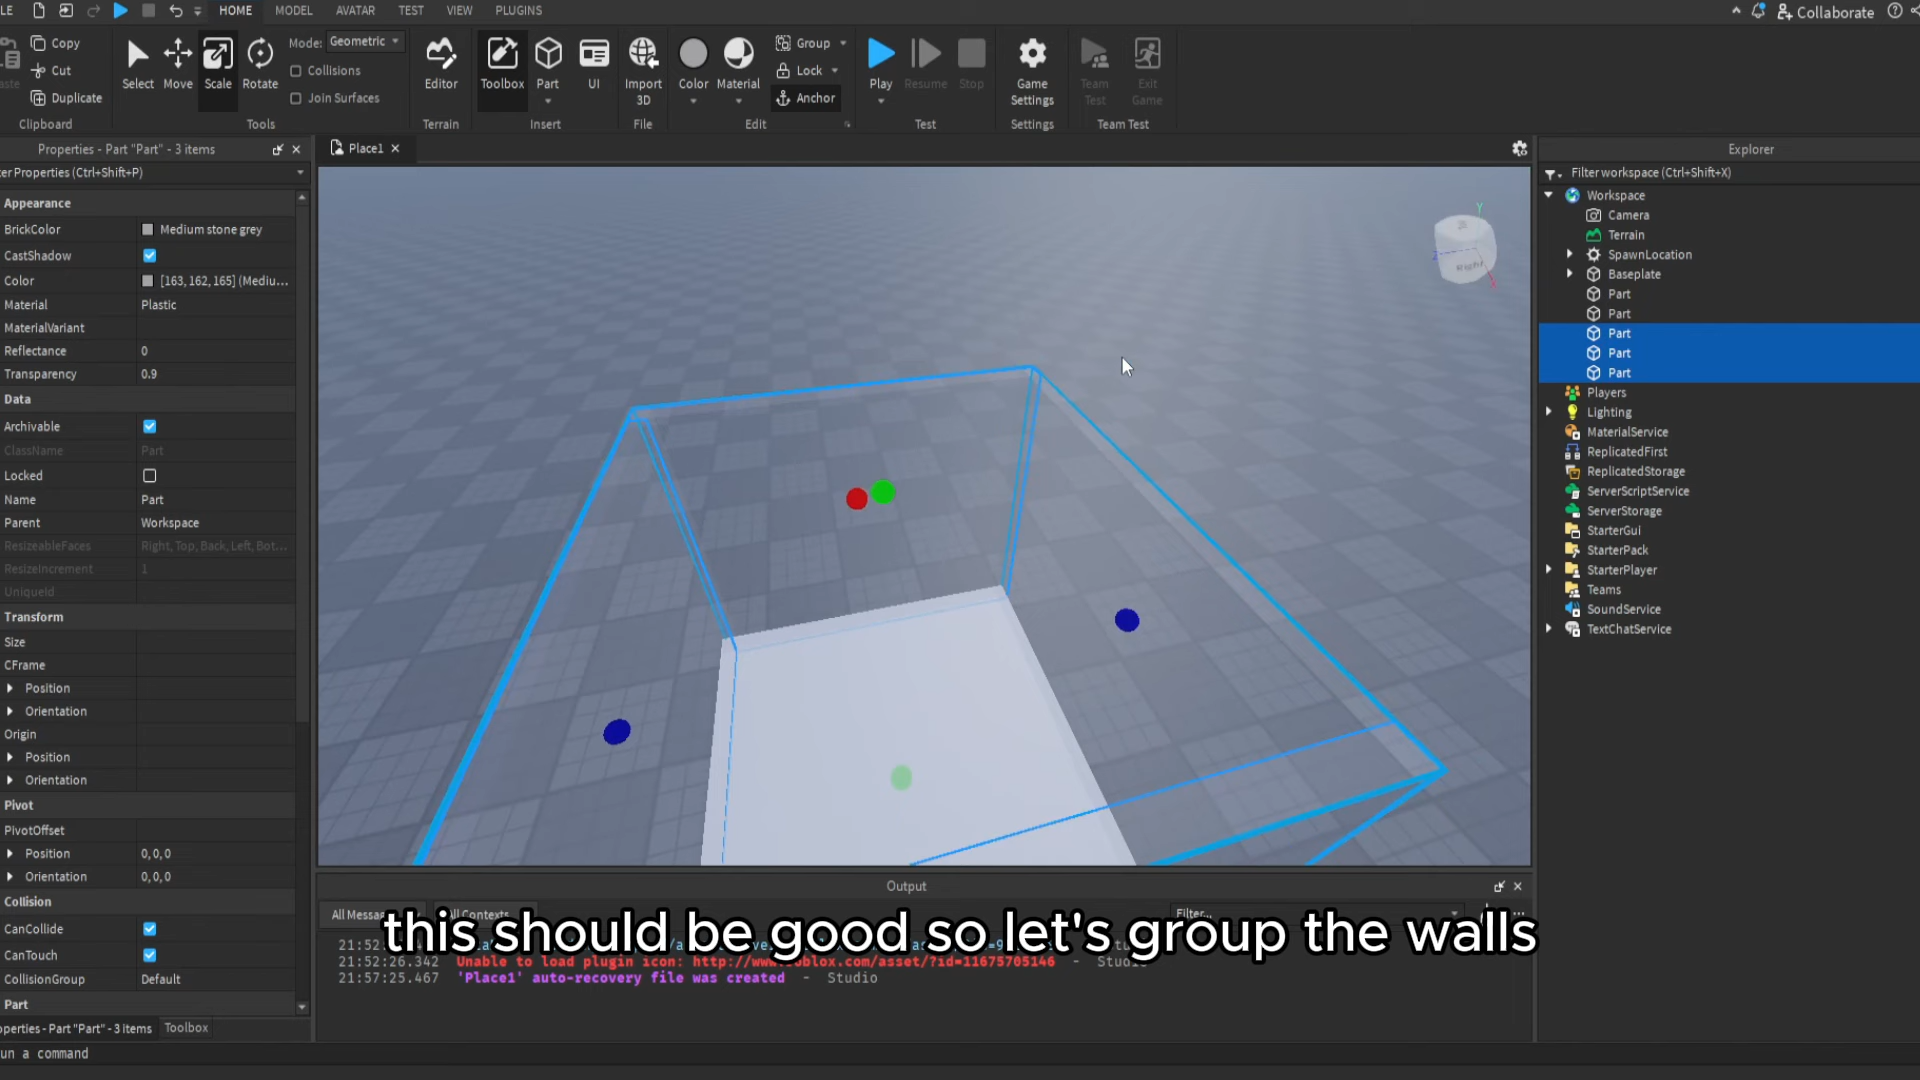 LE HOME MODEL AVATAR TEST VIEW PLUGINS Collaborate
Copy
Cut
Duplicate
Clipboard
Select Move Scale Rotate
Mode: Geometric
Collisions
Join Surfaces
Tools
Editor
Terrain
Toolbox Part UI
Insert
Import
3D
File
Color Material
Group
Lock
Anchor
Edit
Play Resume Stop
Test
Game
Settings
Settings
Team
Test
Exit
Game
Team Test
Properties - Part "Part" - 3 items
er Properties (Ctrl+Shift+P)
Appearance
BrickColor Medium stone grey
CastShadow
Color [163, 162, 165] (Mediu...
Material Plastic
MaterialVariant
Reflectance 0
Transparency 0.9
Data
Archivable
ClassName Part
Locked
Name Part
Parent Workspace
ResizeableFaces Right, Top, Back, Left, Bot...
ResizeIncrement 1
UniqueId
Transform
Size
CFrame
Position
Orientation
Origin
Position
Orientation
Pivot
PivotOffset
Position 0, 0, 0
Orientation 0, 0, 0
Collision
CanCollide
CanTouch
CollisionGroup Default
Part
operties - Part "Part" - 3 items Toolbox
un a command
Place1
Y
Right
Z
X
Explorer
Filter workspace (Ctrl+Shift+X)
Workspace
Camera
Terrain
SpawnLocation
Baseplate
Part
Part
Part
Part
Part
Players
Lighting
MaterialService
ReplicatedFirst
ReplicatedStorage
ServerScriptService
ServerStorage
StarterGui
StarterPack
StarterPlayer
Teams
SoundService
TextChatService
Output
All Messa All Contexts Filter...
this should be good so let's group the walls
21:52:26.342 Unable to load plugin icon: http://www.roblox.com/asset/?id=11675705146 - Studio
21:57:25.467 'Place1' auto-recovery file was created - Studio